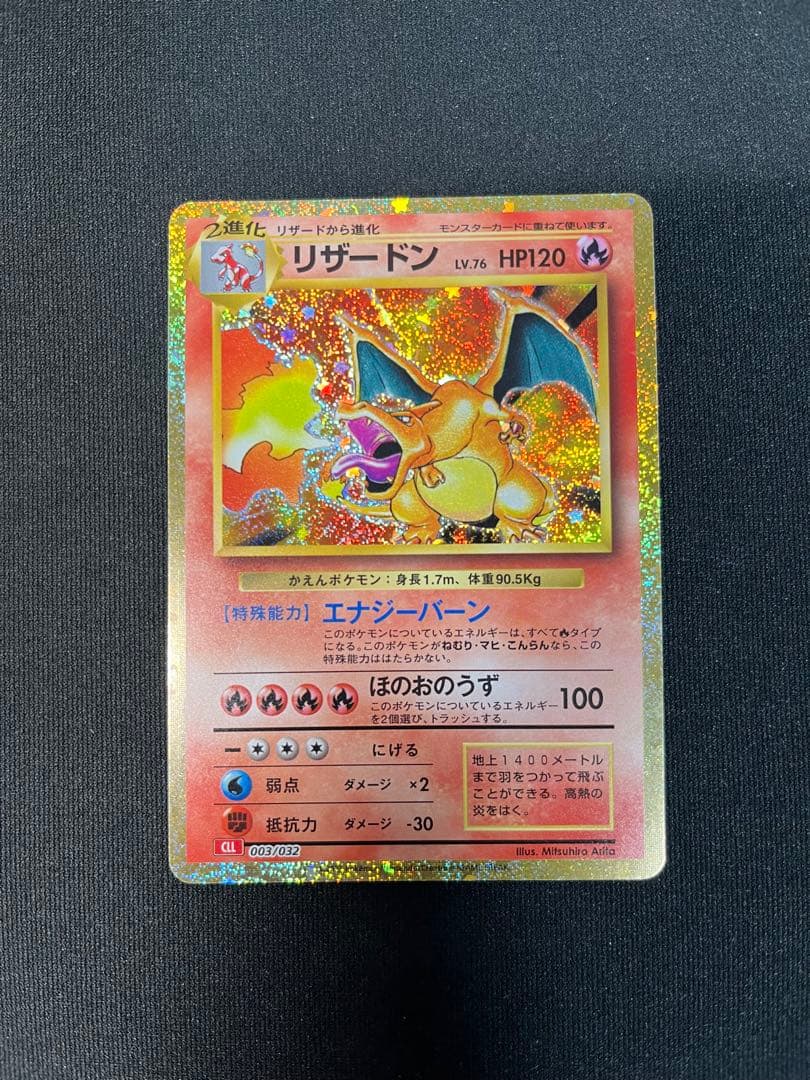 2進化 リザードから進化 モンスターカードに重ねて使います。
リザードン LV.76 HP120
かえんポケモン：身長1.7m、体重90.5Kg
【特殊能力】エナジーバーン
このポケモンについているエネルギーは、すべてタイプ
になる。このポケモンがねむり・マヒ・こんらんなら、この
特殊能力ははたらかない。
ほのおのうず 100
このポケモンについているエネルギー
を2個選び、トラッシュする。
にげる
弱点 ダメージ ×2
抵抗力 ダメージ -30
地上1400メートル
まで羽をつかって飛ぶ
ことができる。高熱の
炎をはく。
CLL 003/032
Illus. Mitsuhiro Arita